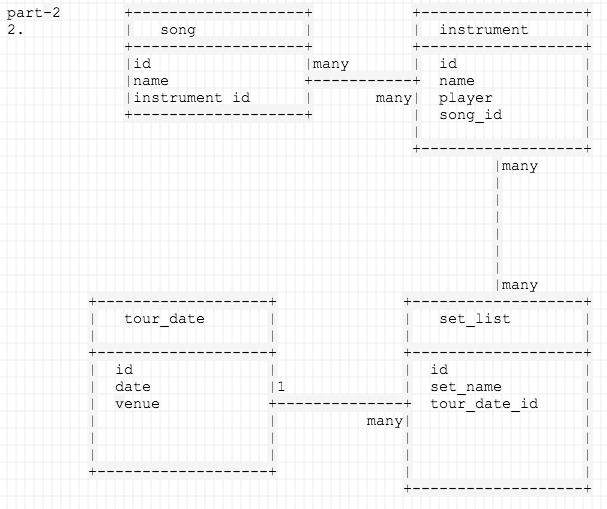 part-2
2.
song
instrument
id
name
instrument id
many
many
id
name
player
song_id
many
many
tour_date
set_list
id
date
venue
1
many
id
set_name
tour_date_id